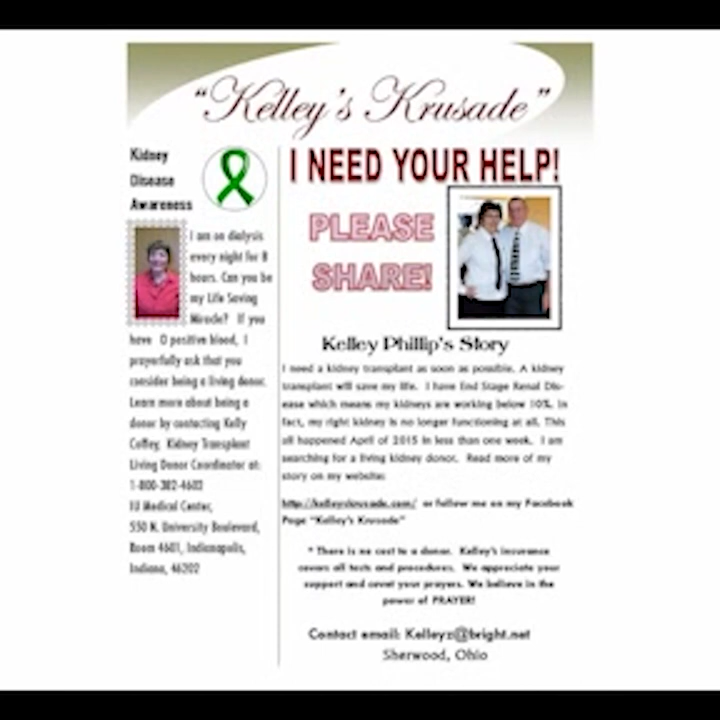 "Kelley's Krusade"
Kidney
Disease
Awareness
I am on dialysis
every night for 8
hours. Can you be
my Life Saving
Miracle? If you
have O positive blood, I
prayerfully ask that you
consider being a living donor.
Learn more about being a
donor by contacting Kelly
Coffey, Kidney Transplant
Living Donor Coordinator at:
1-800-382-4602
IU Medical Center,
550 N. University Boulevard,
Room 4601, Indianapolis,
Indiana, 46202
I NEED YOUR HELP!
PLEASE
SHARE!
Kelley Phillip's Story
I need a kidney transplant as soon as possible. A kidney
transplant will save my life. I have End Stage Renal Dis-
ease which means my kidneys are working below 10%. In
fact, my right kidney is no longer functioning at all. This
all happened April of 2015 in less than one week. I am
searching for a living kidney donor. Read more of my
story on my website:
http://kelleyskrusade.com/ or follow me on my Facebook
Page "Kelley's Krusade"
* There is no cost to a donor. Kelley's insurance
covers all tests and procedures. We appreciate your
support and covet your prayers. We believe in the
power of PRAYER!
Contact email: Kelleyz@bright.net
Sherwood, Ohio